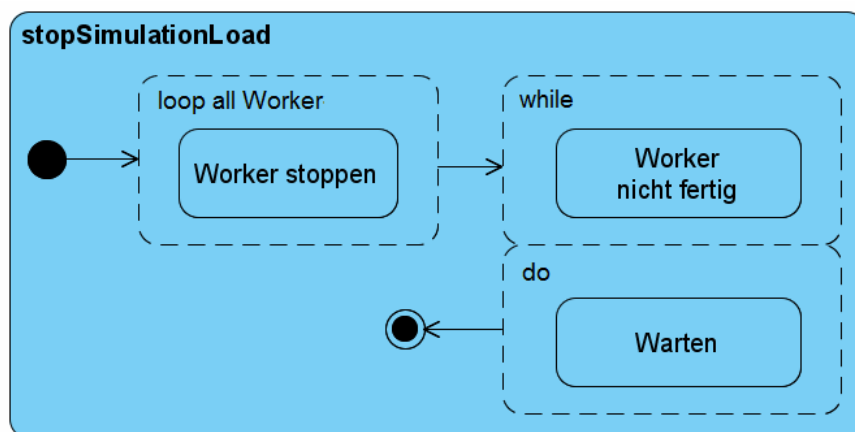 stopSimulationLoad
loop all Worker
Worker stoppen
while
Worker
nicht fertig
do
Warten